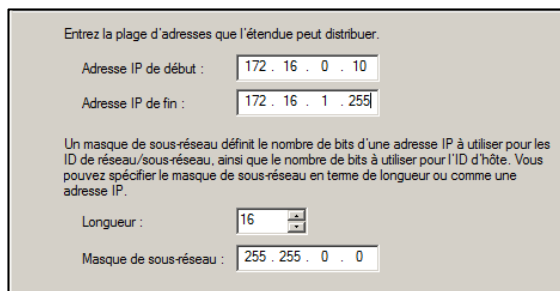 Entrez la plage d'adresses que l'étendue peut distribuer.
Adresse IP de début : 172 . 16 . 0 . 10
Adresse IP de fin : 172 . 16 . 1 . 255
Un masque de sous-réseau définit le nombre de bits d'une adresse IP à utiliser pour les
ID de réseau/sous-réseau, ainsi que le nombre de bits à utiliser pour l'ID d'hôte. Vous
pouvez spécifier le masque de sous-réseau en terme de longueur ou comme une
adresse IP.
Longueur : 16
Masque de sous-réseau : 255 . 255 . 0 . 0